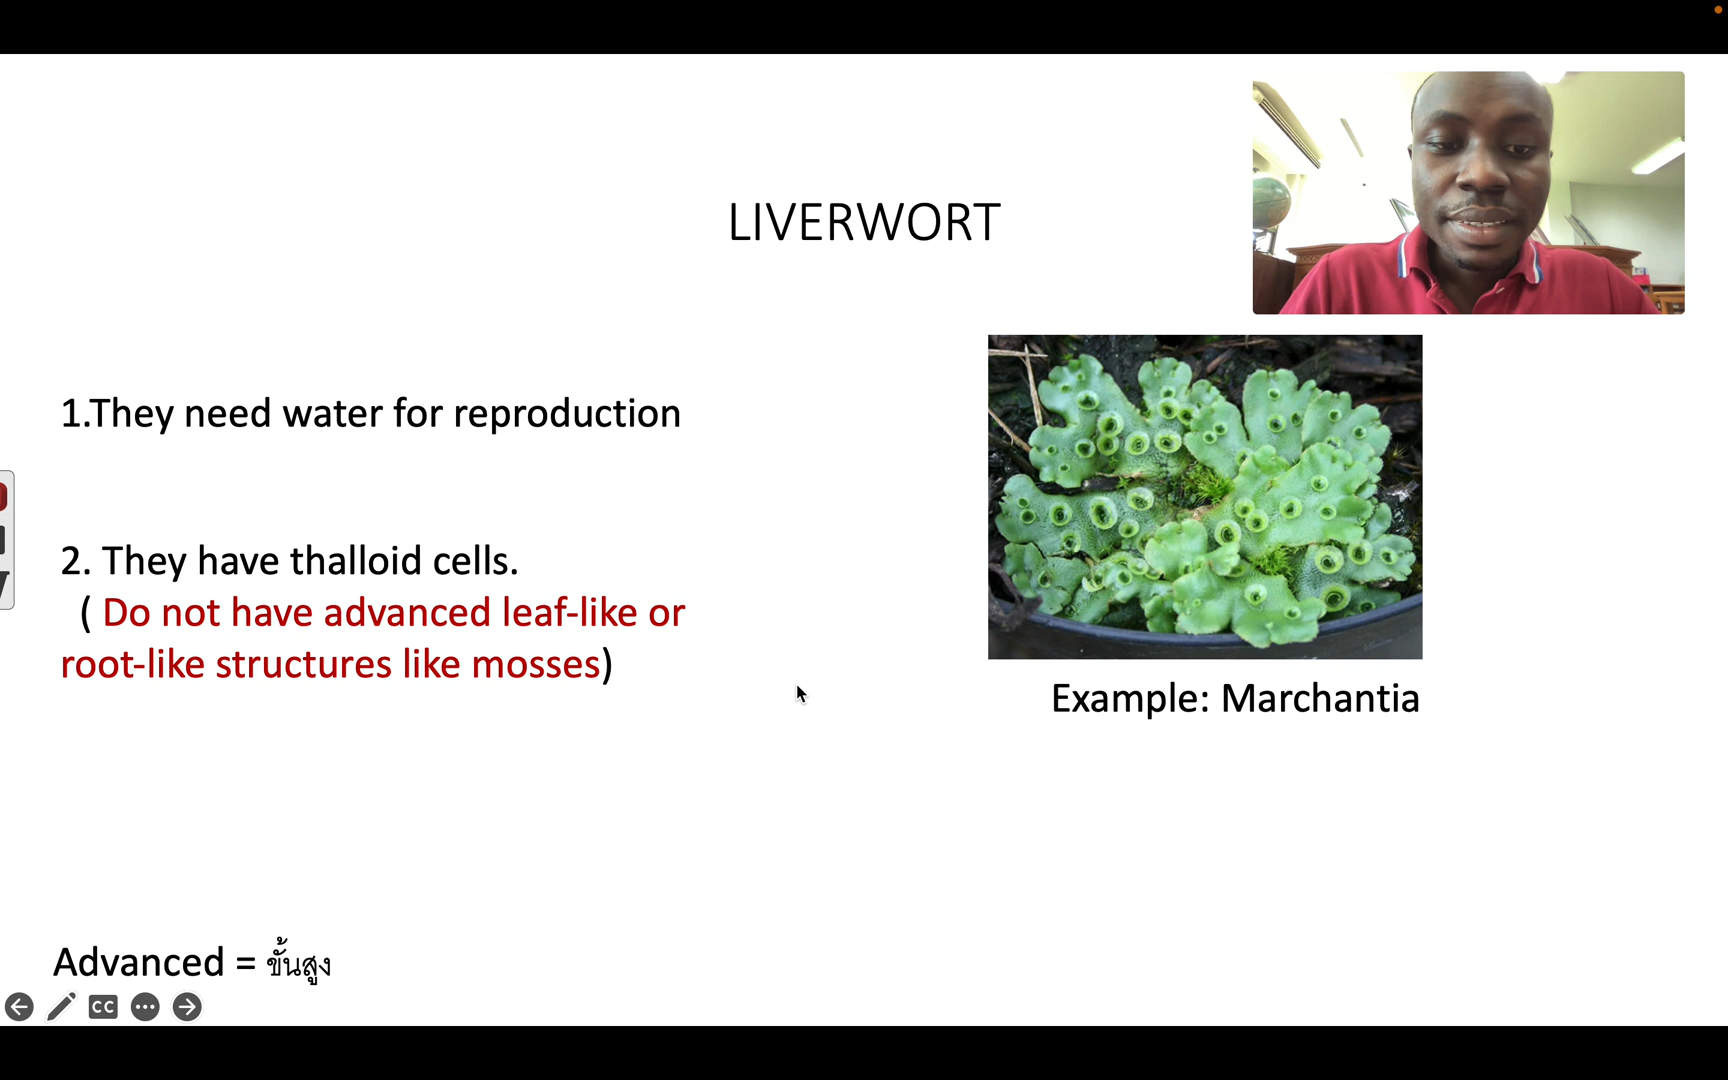 LIVERWORT
1.They need water for reproduction
2. They have thalloid cells.
( Do not have advanced leaf-like or
root-like structures like mosses)
Example: Marchantia
Advanced = ขั้นสูง
CC